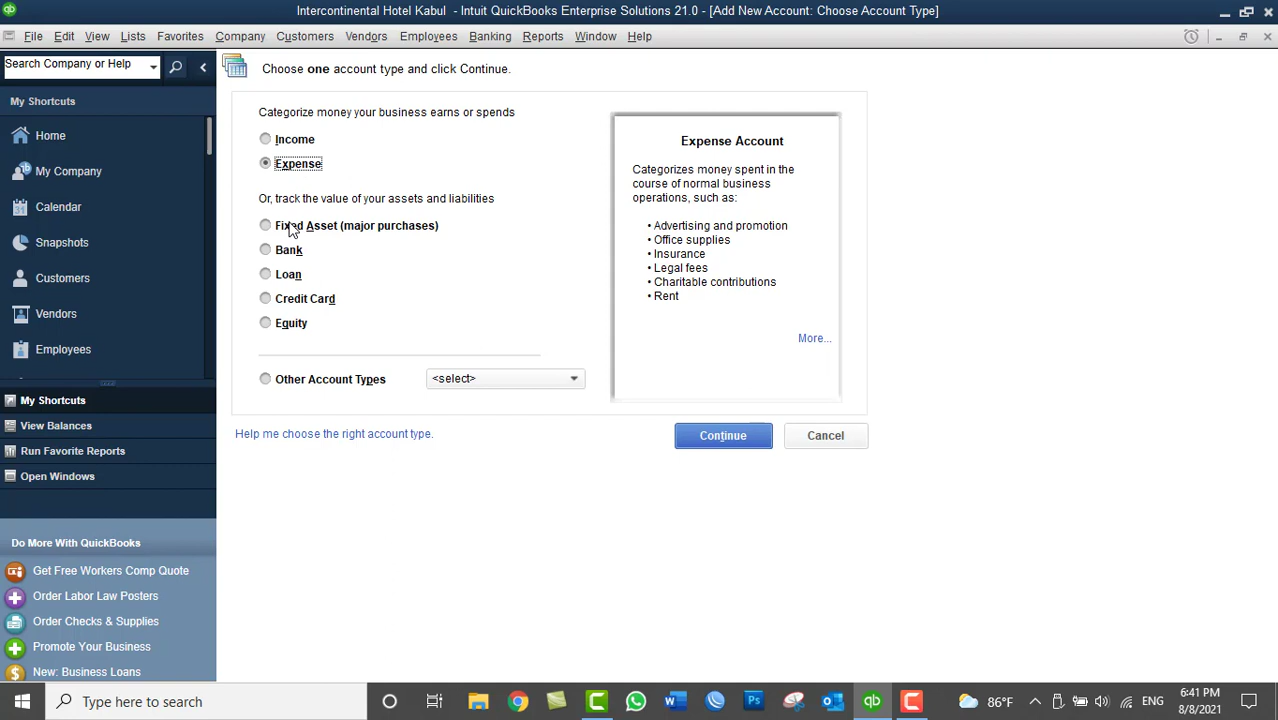 Intercontinental Hotel Kabul - Intuit QuickBooks Enterprise Solutions 21.0 - [Add New Account: Choose Account Type]
File Edit View Lists Favorites Company Customers Vendors Employees Banking Reports Window Help
Search Company or Help
My Shortcuts
Home
My Company
Calendar
Snapshots
Customers
Vendors
Employees
My Shortcuts
View Balances
Run Favorite Reports
Open Windows
Do More With QuickBooks
Get Free Workers Comp Quote
Order Labor Law Posters
Order Checks & Supplies
Promote Your Business
New: Business Loans
Choose one account type and click Continue.
Categorize money your business earns or spends
Income
Expense
Or, track the value of your assets and liabilities
Fixed Asset (major purchases)
Bank
Loan
Credit Card
Equity
Other Account Types <select>
Expense Account
Categorizes money spent in the
course of normal business
operations, such as:
• Advertising and promotion
• Office supplies
• Insurance
• Legal fees
• Charitable contributions
• Rent
More...
Help me choose the right account type.
Continue Cancel
Type here to search
86°F
ENG
6:41 PM
8/8/2021